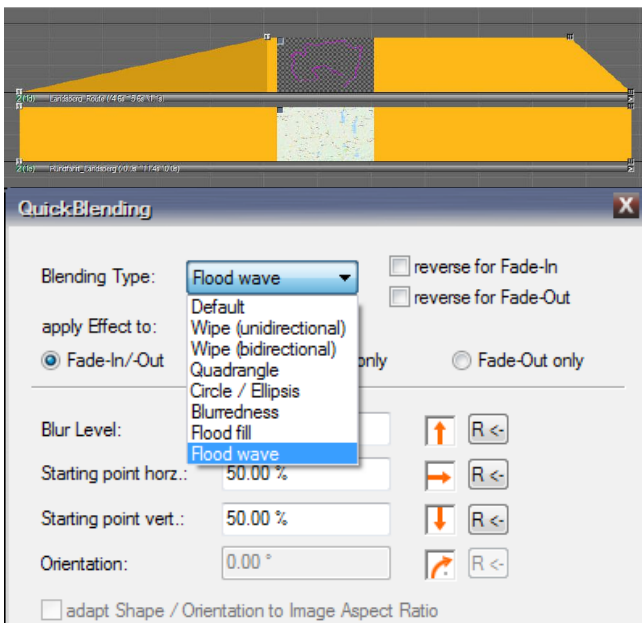 QuickBlending
X
Blending Type:
Flood wave
reverse for Fade-In
reverse for Fade-Out
Default
Wipe (unidirectional)
apply Effect to:
Wipe (bidirectional)
Fade-In/-Out
only
Fade-Out only
Quadrangle
Circle / Ellipsis
Blurredness
Blur Level:
Flood fill
R <-
Flood wave
Starting point horz.:
50.00 %
R <-
Starting point vert.:
50.00 %
R <-
Orientation:
0.00 °
R <-
adapt Shape / Orientation to Image Aspect Ratio